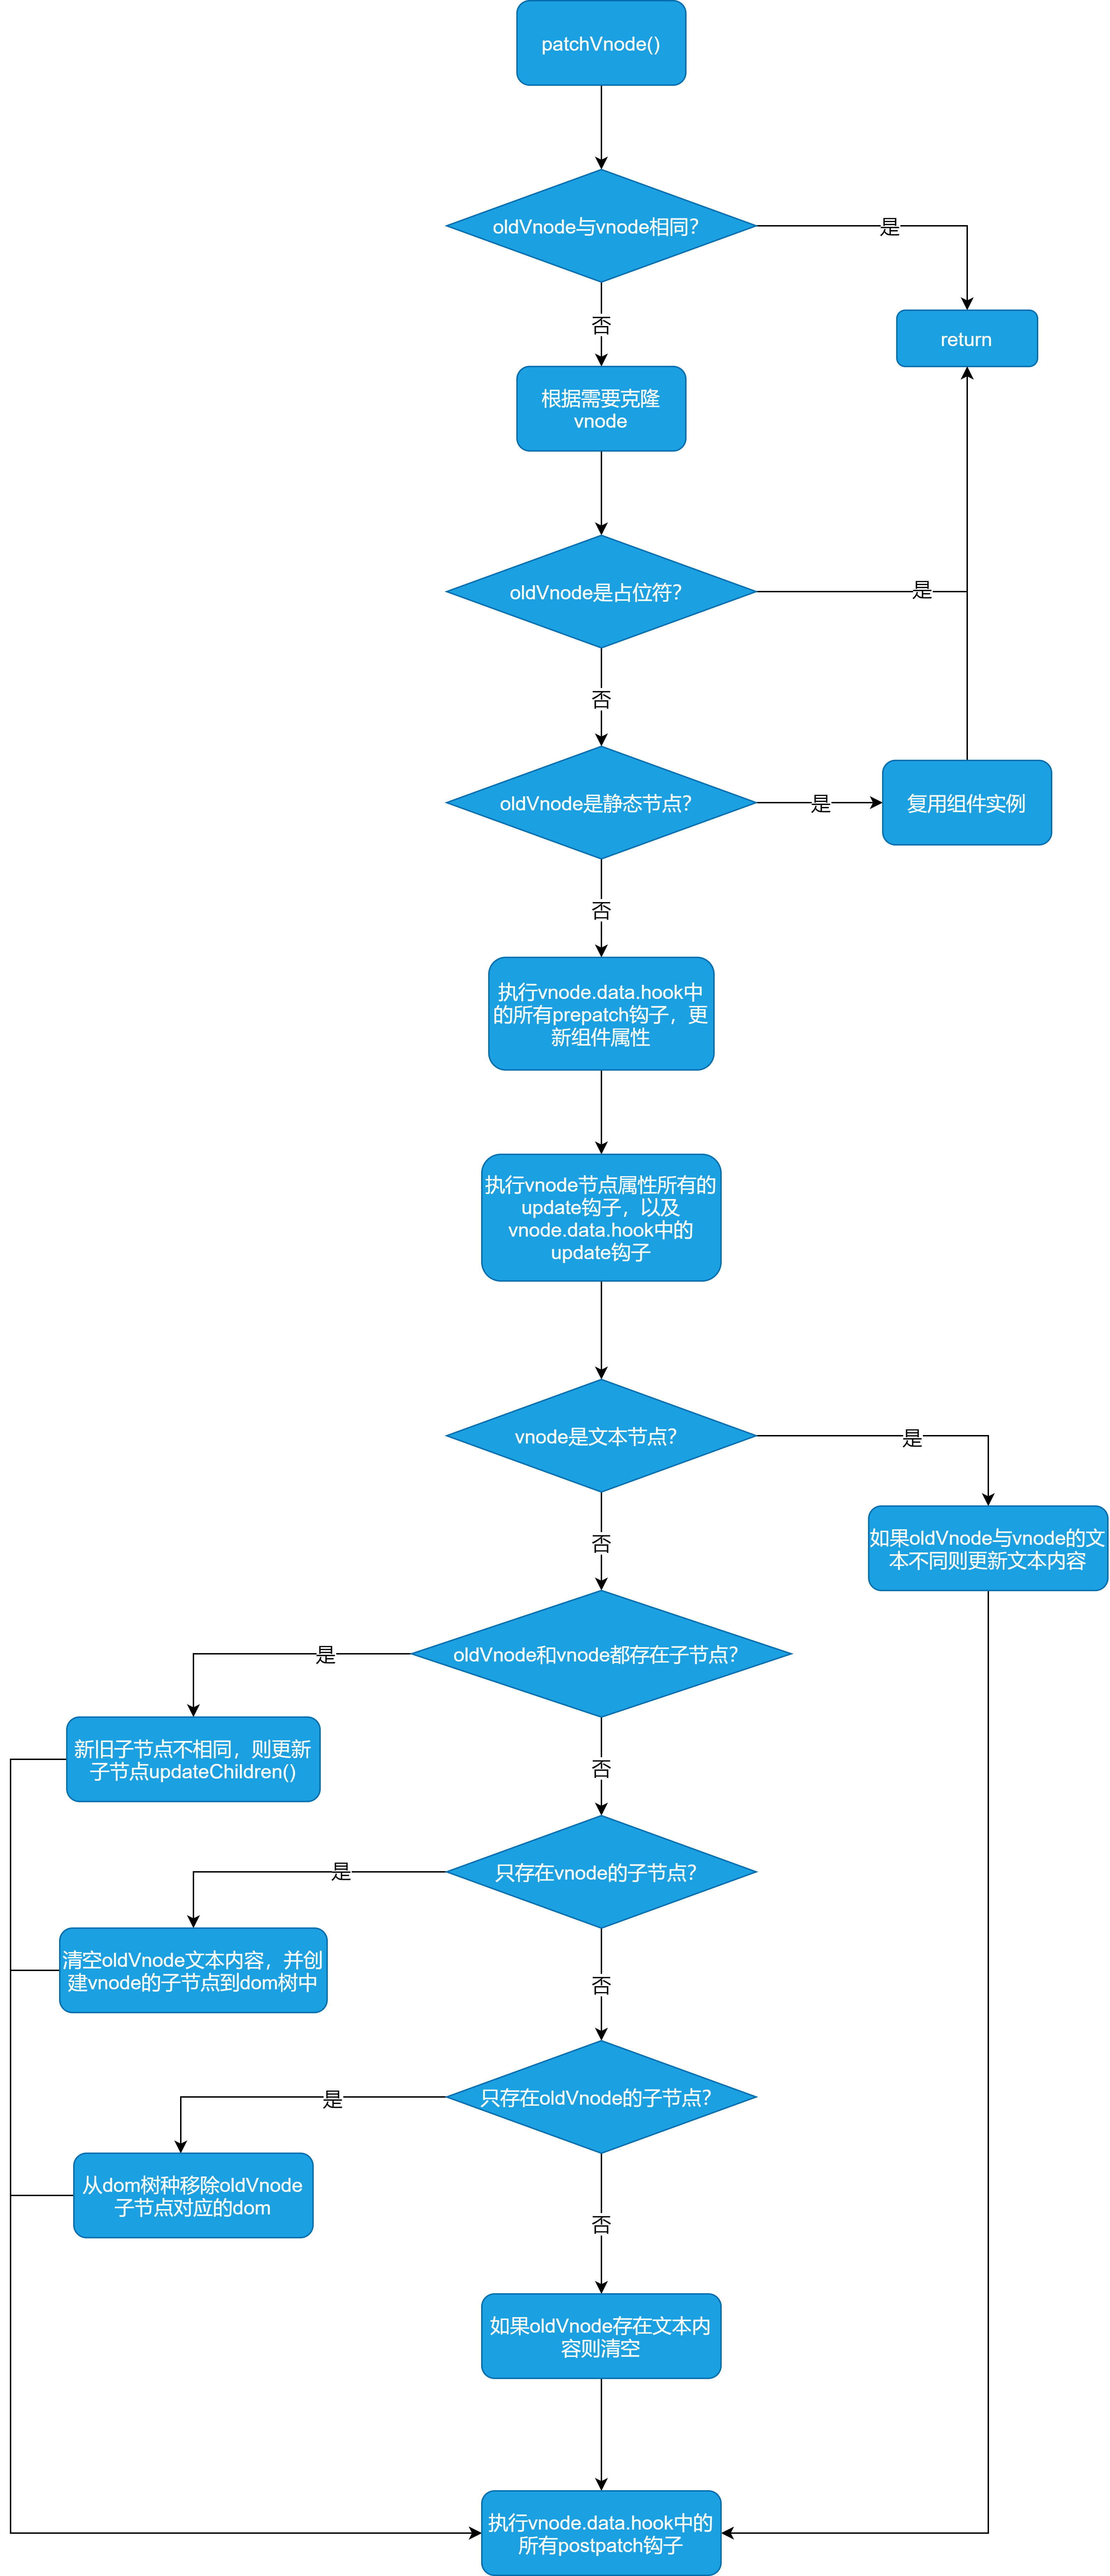 patchVnode()
oldVnode与vnode相同?
是
return
否
根据需要克隆
vnode
oldVnode是占位符?
是
否
oldVnode是静态节点?
是
复用组件实例
否
执行vnode.data.hook中
的所有prepatch钩子，更
新组件属性
执行vnode节点属性所有的
update钩子，以及
vnode.data.hook中的
update钩子
vnode是文本节点?
是
如果oldVnode与vnode的文
本不同则更新文本内容
否
oldVnode和vnode都存在子节点?
是
新旧子节点不相同，则更新
子节点updateChildren()
否
只存在vnode的子节点?
是
清空oldVnode文本内容，并创
建vnode的子节点到dom树中
否
只存在oldVnode的子节点?
是
从dom树种移除oldVnode
子节点对应的dom
否
如果oldVnode存在文本内
容则清空
执行vnode.data.hook中的
所有postpatch钩子